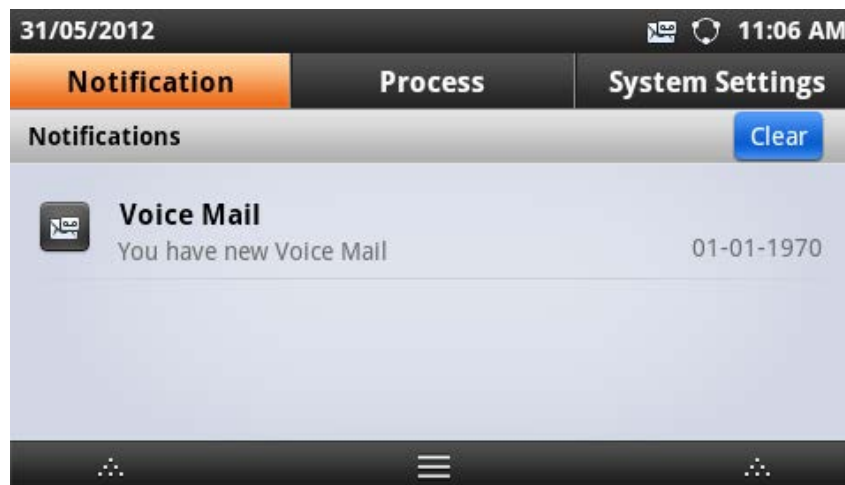 31/05/2012 11:06 AM
Notification Process System Settings
Notifications Clear
Voice Mail
You have new Voice Mail 01-01-1970